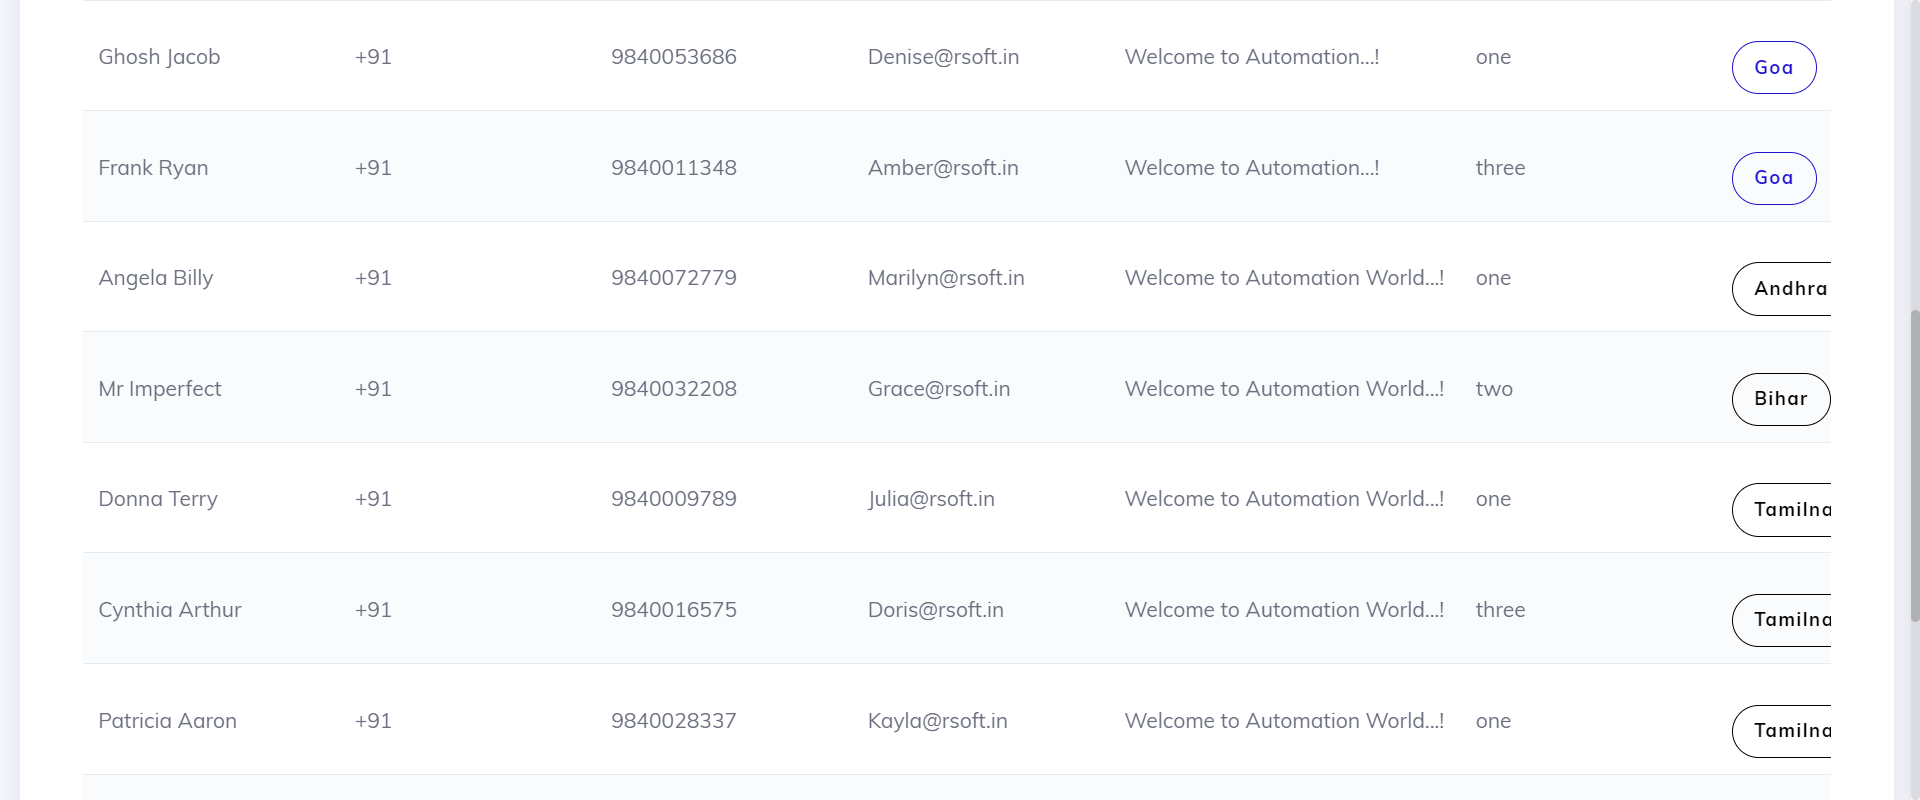 Ghosh Jacob +91 9840053686 Denise@rsoft.in Welcome to Automation...! one Goa
Frank Ryan +91 9840011348 Amber@rsoft.in Welcome to Automation...! three Goa
Angela Billy +91 9840072779 Marilyn@rsoft.in Welcome to Automation World...! one Andhra
Mr Imperfect +91 9840032208 Grace@rsoft.in Welcome to Automation World...! two Bihar
Donna Terry +91 9840009789 Julia@rsoft.in Welcome to Automation World...! one Tamilna
Cynthia Arthur +91 9840016575 Doris@rsoft.in Welcome to Automation World...! three Tamilna
Patricia Aaron +91 9840028337 Kayla@rsoft.in Welcome to Automation World...! one Tamilna